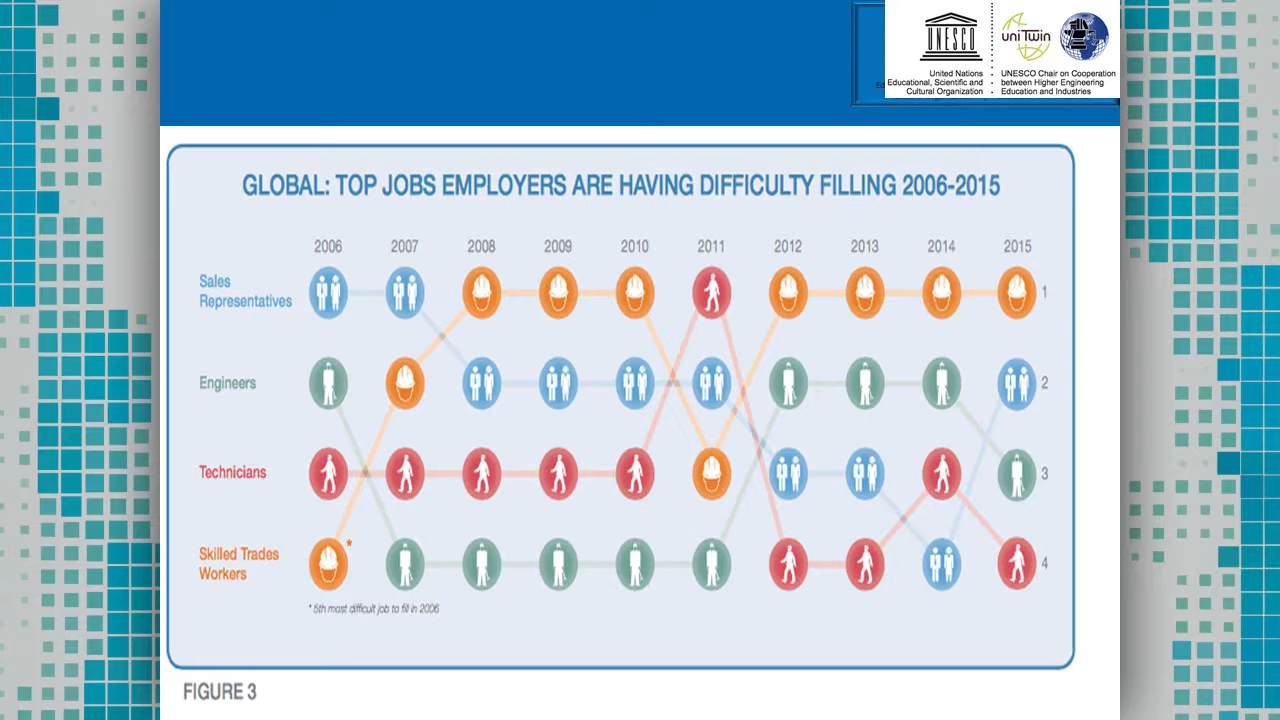 UNESCO
uniTwin
United Nations
Educational, Scientific and
Cultural Organization
UNESCO Chair on Cooperation
between Higher Engineering
Education and Industries
GLOBAL: TOP JOBS EMPLOYERS ARE HAVING DIFFICULTY FILLING 2006-2015
2006 2007 2008 2009 2010 2011 2012 2013 2014 2015
Sales
Representatives
1
Engineers
2
Technicians
3
*
Skilled Trades
Workers
4
* 5th most difficult job to fill in 2006
FIGURE 3